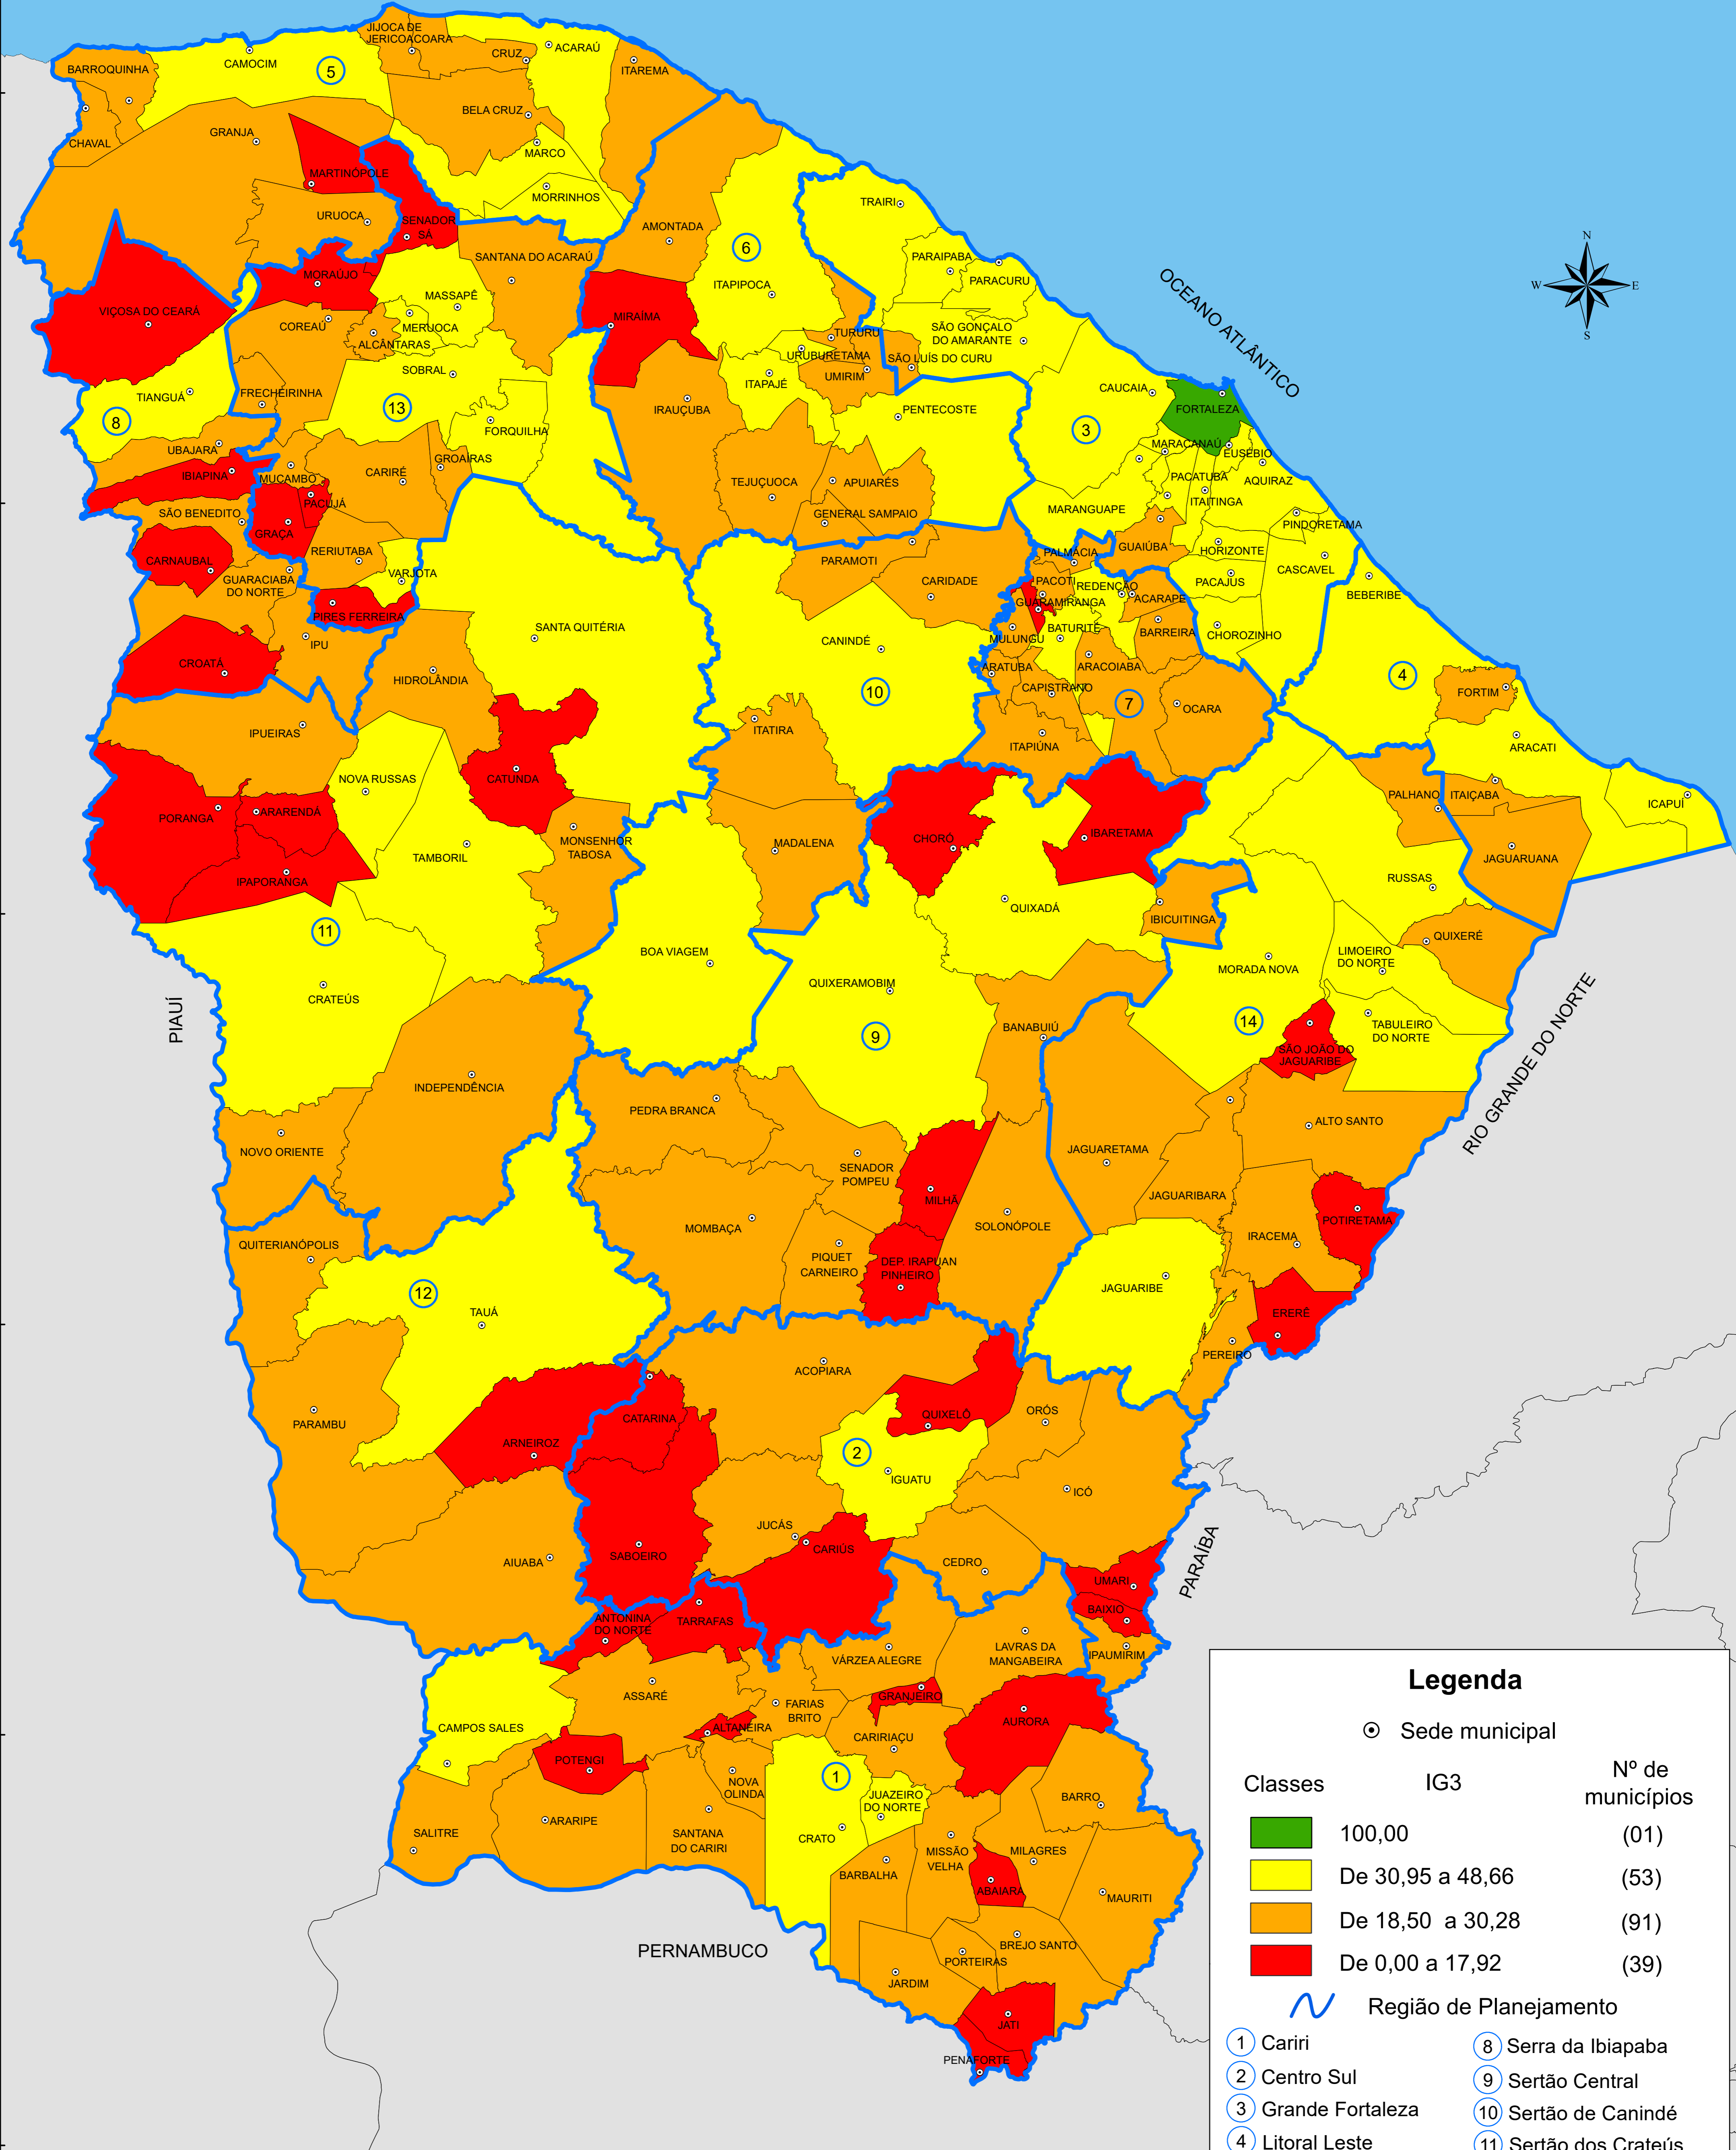 JIJOCA DE
JERICOACOARA
CRUZ
ACARAÚ
BARROQUINHA
CAMOCIM
5
ITAREMA
BELA CRUZ
CHAVAL
GRANJA
MARCO
MARTINÓPOLE
MORRINHOS
TRAIRI
URUOCA
SENADOR
SÁ
AMONTADA
6
N
W
E
S
SANTANA DO ACARAÚ
PARAIPABA
MORAÚJO
PARACURU
OCEANO ATLÂNTICO
ITAPIPOCA
MASSAPÊ
VIÇOSA DO CEARÁ
MIRAÍMA
COREAÚ
MERUOCA
SÃO GONÇALO
DO AMARANTE
TURURU
ALCÂNTARAS
URUBURETAMA
SÃO LUÍS DO CURU
SOBRAL
UMIRIM
ITAPAJÉ
CAUCAIA
FRECHEIRINHA
TIANGUÁ
13
IRAUÇUBA
PENTECOSTE
FORTALEZA
8
FORQUILHA
3
MARACANAÚ
UBAJARA
EUSÉBIO
GROAÍRAS
IBIAPINA
MUCAMBO
CARIRÉ
TEJUÇUOCA
APUIARÉS
PACATUBA
AQUIRAZ
PACUJÁ
ITAITINGA
SÃO BENEDITO
GENERAL SAMPAIO
MARANGUAPE
PINDORETAMA
GRAÇA
CARNAUBAL
RERIUTABA
PARAMOTI
PALMÁCIA
GUAIÚBA
HORIZONTE
VARJOTA
GUARACIABA
DO NORTE
CARIDADE
PACOTI
REDENÇÃO
PACAJUS
CASCAVEL
GUARAMIRANGA
ACARAPE
BEBERIBE
PIRES FERREIRA
SANTA QUITÉRIA
BATURITÉ
BARREIRA
CHOROZINHO
IPU
CANINDÉ
MULUNGU
CROATÁ
ARATUBA
ARACOIABA
4
HIDROLÂNDIA
10
CAPISTRANO
7
OCARA
FORTIM
IPUEIRAS
ITATIRA
ITAPIÚNA
ARACATI
NOVA RUSSAS
CATUNDA
PALHANO
ITAIÇABA
ICAPUÍ
PORANGA
ARARENDÁ
IBARETAMA
CHORÓ
MONSENHOR
TABOSA
MADALENA
TAMBORIL
JAGUARUANA
IPAPORANGA
RUSSAS
QUIXADÁ
IBICUITINGA
11
QUIXERÉ
BOA VIAGEM
LIMOEIRO
DO NORTE
MORADA NOVA
QUIXERAMOBIM
CRATEÚS
PIAUÍ
14
TABULEIRO
DO NORTE
BANABUIÚ
9
SÃO JOÃO DO
JAGUARIBE
INDEPENDÊNCIA
RIO GRANDE DO NORTE
PEDRA BRANCA
ALTO SANTO
NOVO ORIENTE
JAGUARETAMA
SENADOR
POMPEU
JAGUARIBARA
MILHÃ
MOMBAÇA
SOLONÓPOLE
POTIRETAMA
QUITERIANÓPOLIS
IRACEMA
PIQUET
CARNEIRO
DEP. IRAPUAN
PINHEIRO
12
JAGUARIBE
TAUÁ
ERERÊ
PEREIRO
ACOPIARA
CATARINA
ORÓS
QUIXELÔ
PARAMBU
ARNEIROZ
2
IGUATU
ICÓ
JUCÁS
CARIÚS
PARAÍBA
SABOEIRO
AIUABA
CEDRO
UMARI
BAIXIO
ANTONINA
DO NORTE
TARRAFAS
LAVRAS DA
MANGABEIRA
VÁRZEA ALEGRE
IPAUMIRIM
ASSARÉ
GRANJEIRO
FARIAS
BRITO
CAMPOS SALES
ALTANEIRA
AURORA
CARIRIAÇU
POTENGI
1
NOVA
OLINDA
JUAZEIRO
DO NORTE
BARRO
ARARIPE
SALITRE
SANTANA
DO CARIRI
CRATO
MISSÃO
VELHA
MILAGRES
BARBALHA
ABAIARA
MAURITI
BREJO SANTO
PERNAMBUCO
PORTEIRAS
JARDIM
JATI
PENAFORTE
Legenda
Sede municipal
Classes IG3 Nº de
municípios
100,00 (01)
De 30,95 a 48,66 (53)
De 18,50 a 30,28 (91)
De 0,00 a 17,92 (39)
Região de Planejamento
1 Cariri
2 Centro Sul
3 Grande Fortaleza
4 Litoral Leste
8 Serra da Ibiapaba
9 Sertão Central
10 Sertão de Canindé
11 Sertão dos Crateús